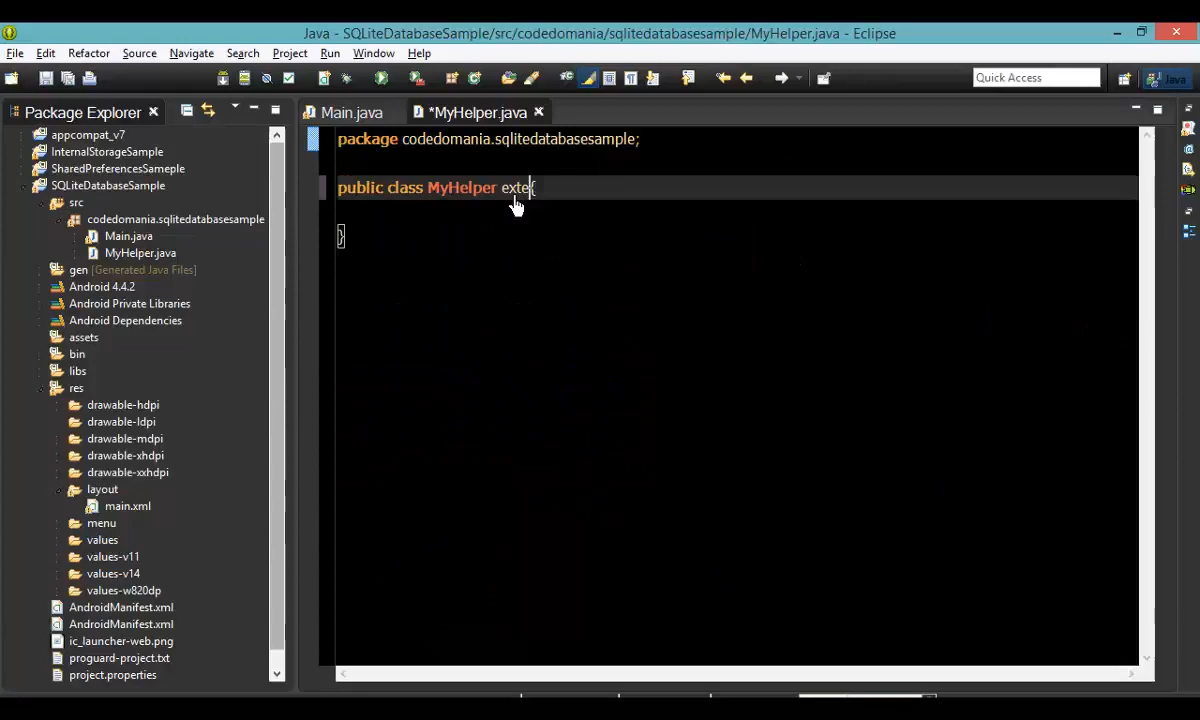 Java - SQLiteDatabaseSample/src/codedomania/sqlitedatabasesample/MyHelper.java - Eclipse
File Edit Refactor Source Navigate Search Project Run Window Help
Quick Access
Java
Package Explorer
Main.java
*MyHelper.java
appcompat_v7
InternalStorageSample
SharedPreferencesSameple
SQLiteDatabaseSample
src
codedomania.sqlitedatabasesample
Main.java
MyHelper.java
gen [Generated Java Files]
Android 4.4.2
Android Private Libraries
Android Dependencies
assets
bin
libs
res
drawable-hdpi
drawable-ldpi
drawable-mdpi
drawable-xhdpi
drawable-xxhdpi
layout
main.xml
menu
values
values-v11
values-v14
values-w820dp
AndroidManifest.xml
AndroidManifest.xml
ic_launcher-web.png
proguard-project.txt
project.properties
package codedomania.sqlitedatabasesample;
public class MyHelper exte{
}